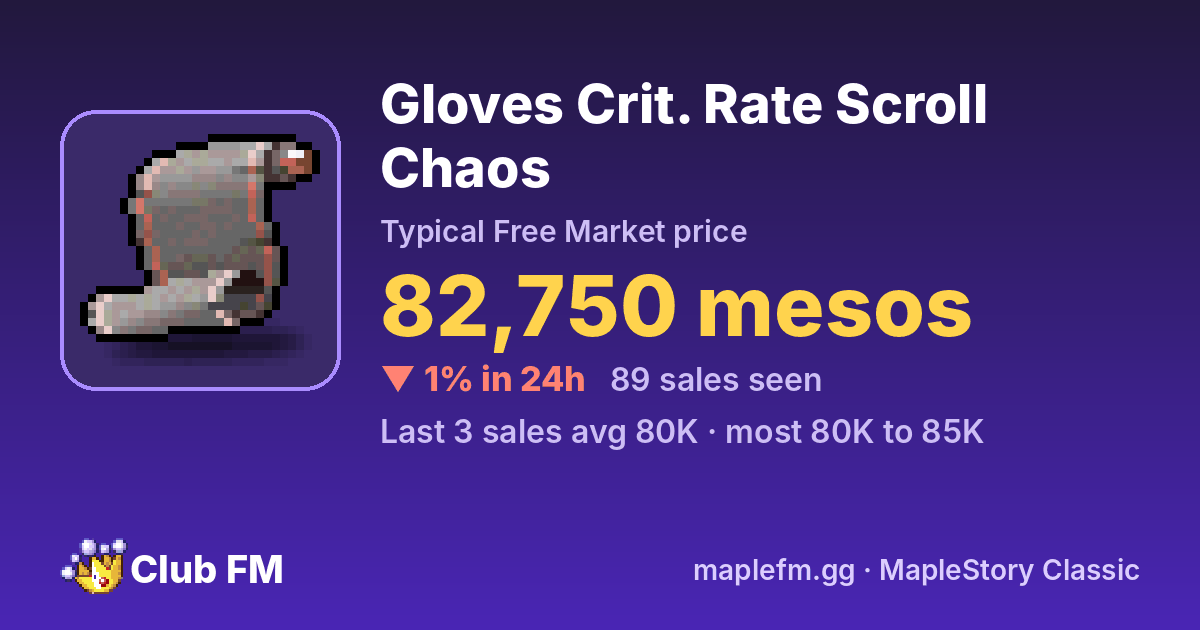 Gloves Crit. Rate Scroll
Chaos
Typical Free Market price
82,750 mesos
▼ 1% in 24h 89 sales seen
Last 3 sales avg 80K · most 80K to 85K
Club FM
maplefm.gg · MapleStory Classic